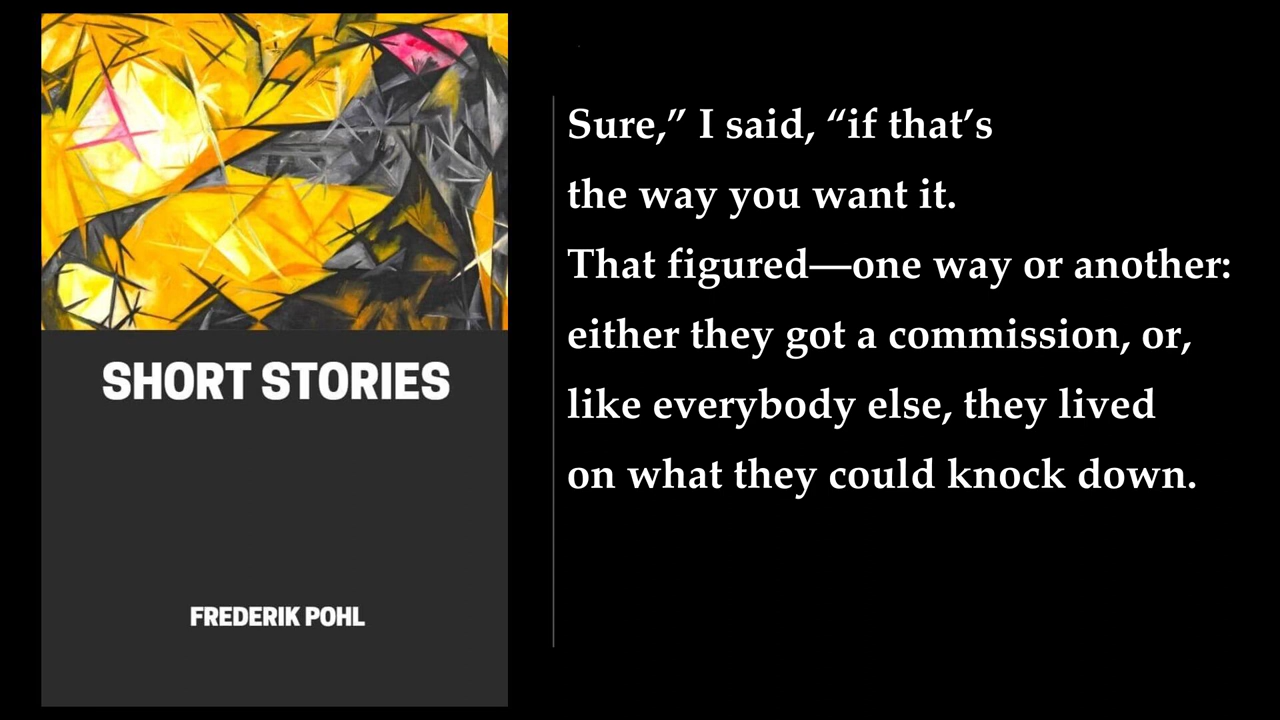 SHORT STORIES
FREDERIK POHL
Sure,” I said, “if that’s
the way you want it.
That figured—one way or another:
either they got a commission, or,
like everybody else, they lived
on what they could knock down.